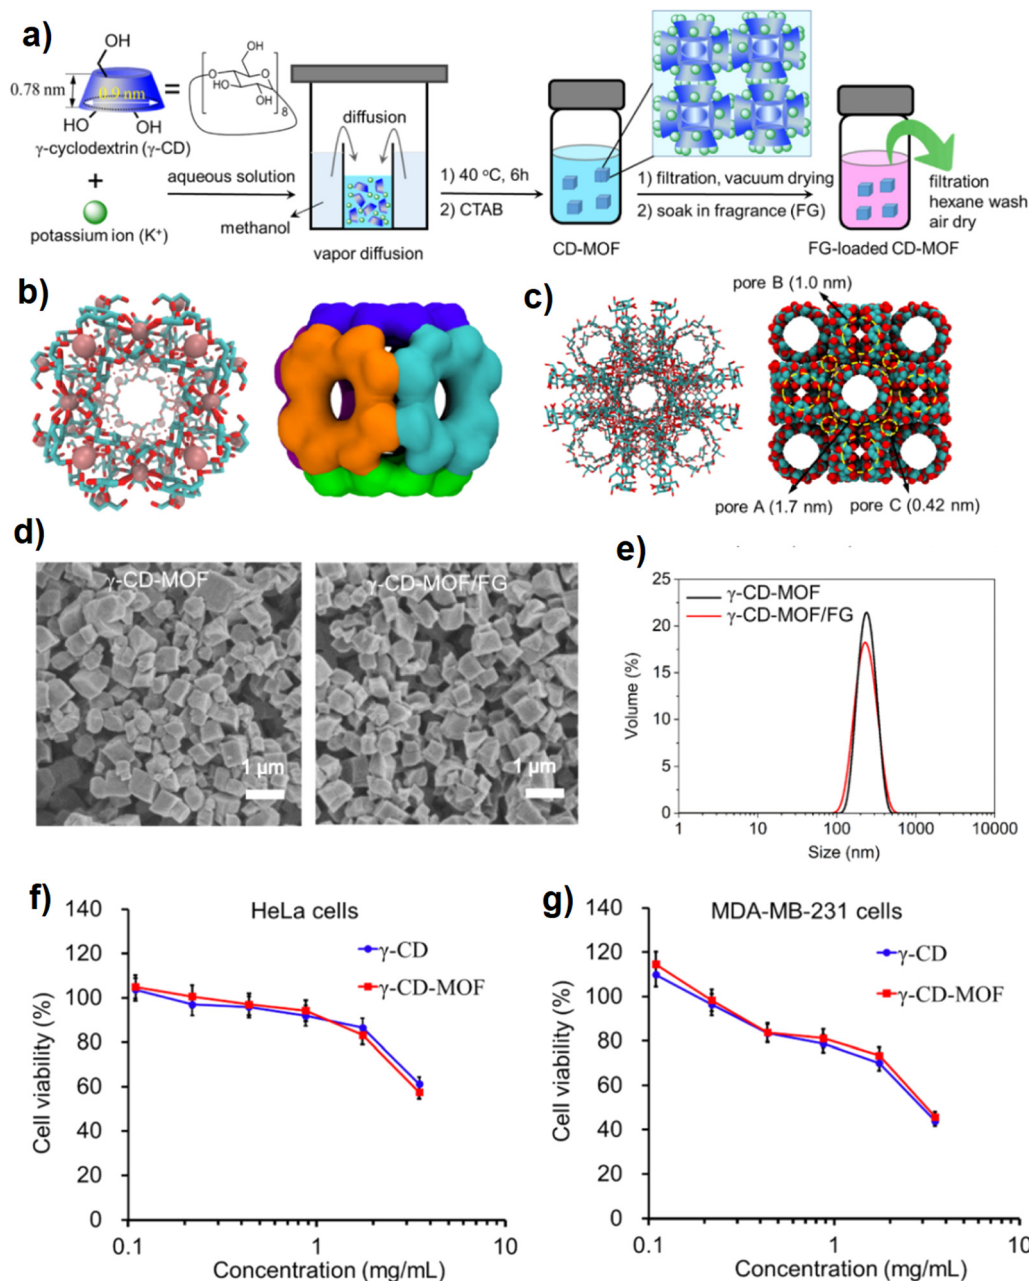 a)
OH
0.78 nm
0.9 nm
HO
OH
γ-cyclodextrin (γ-CD)
=
OH
O
HO
OH
O
8
+
potassium ion (K⁺)
aqueous solution
methanol
diffusion
vapor diffusion
1) 40 °C, 6h
2) CTAB
CD-MOF
1) filtration, vacuum drying
2) soak in fragrance (FG)
FG-loaded CD-MOF
filtration
hexane wash
air dry
b)
c)
pore B (1.0 nm)
pore A (1.7 nm)
pore C (0.42 nm)
d)
γ-CD-MOF
1 µm
γ-CD-MOF/FG
1 µm
e)
γ-CD-MOF
γ-CD-MOF/FG
Volume (%)
25
20
15
10
5
0
1
10
100
1000
10000
Size (nm)
f)
HeLa cells
γ-CD
γ-CD-MOF
Cell viability (%)
140
120
100
80
60
40
20
0
0.1
1
10
Concentration (mg/mL)
g)
MDA-MB-231 cells
γ-CD
γ-CD-MOF
Cell viability (%)
140
120
100
80
60
40
20
0
0.1
1
10
Concentration (mg/mL)